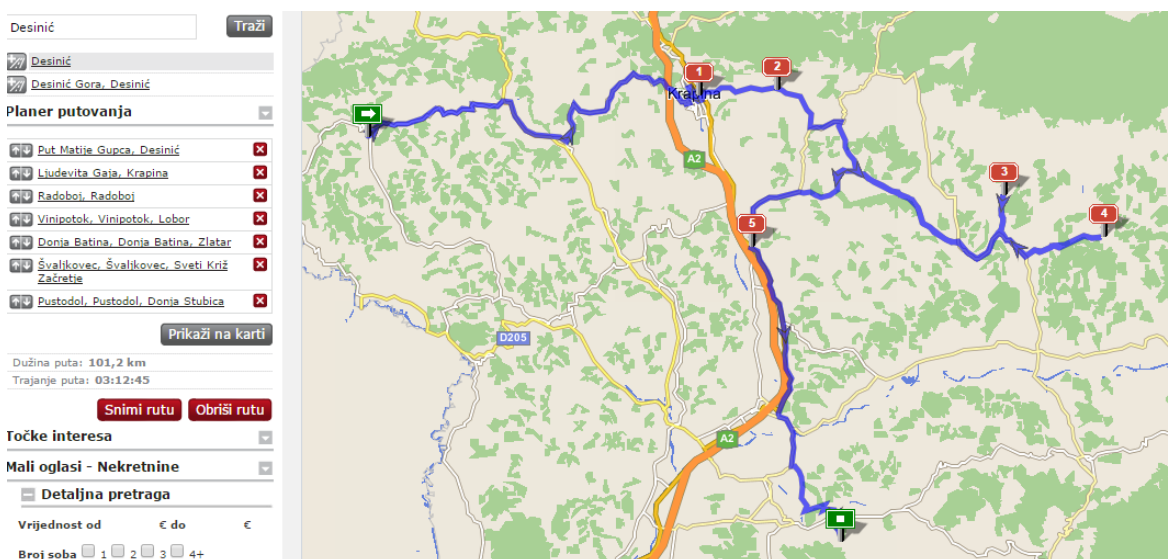 Desinić
Traži
Desinić
Desinić Gora, Desinić
Planer putovanja
Put Matije Gupca, Desinić
Ljudevita Gaja, Krapina
Radoboj, Radoboj
Vinipotok, Vinipotok, Lobor
Donja Batina, Donja Batina, Zlatar
Švaljkovec, Švaljkovec, Sveti Križ
Začretje
Pustodol, Pustodol, Donja Stubica
Prikaži na karti
Dužina puta: 101,2 km
Trajanje puta: 03:12:45
Snimi rutu Obriši rutu
Točke interesa
Mali oglasi - Nekretnine
Detaljna pretraga
Vrijednost od € do €
Broj soba 1 2 3 4+
1
2
Krapina
A2
3
4
5
D205
A2